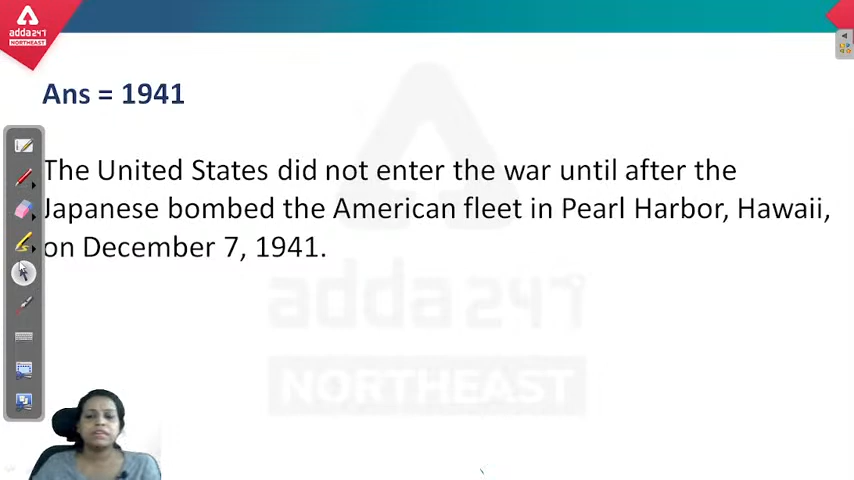 adda247
NORTHEAST
Ans = 1941
The United States did not enter the war until after the
Japanese bombed the American fleet in Pearl Harbor, Hawaii,
on December 7, 1941.
adda247
NORTHEAST